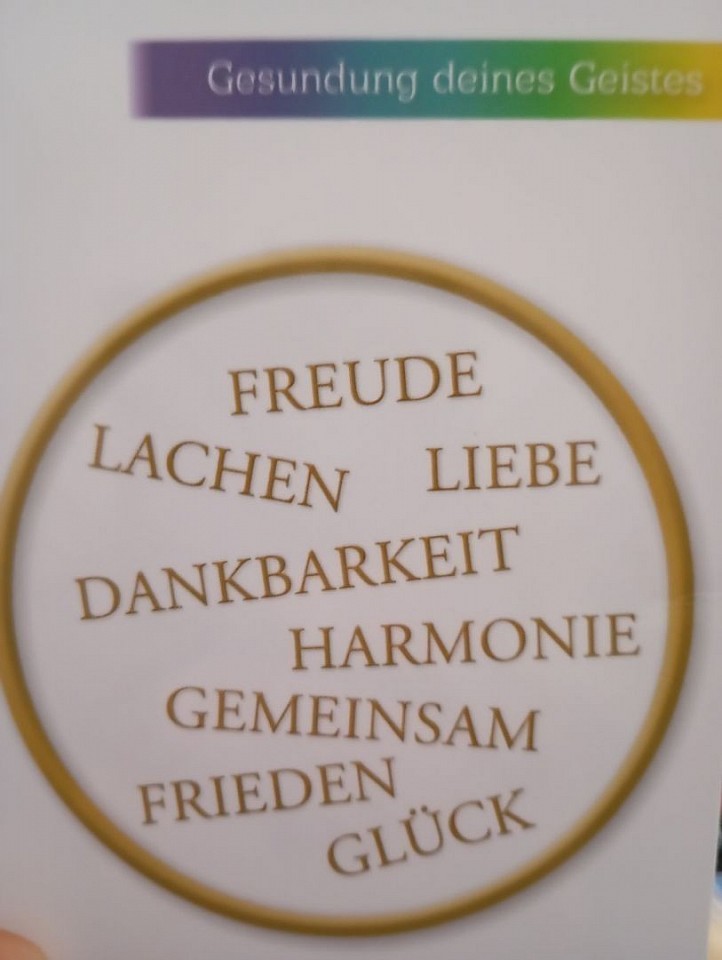 Gesundung deines Geistes
FREUDE
LACHEN LIEBE
DANKBARKEIT
HARMONIE
GEMEINSAM
FRIEDEN
GLÜCK